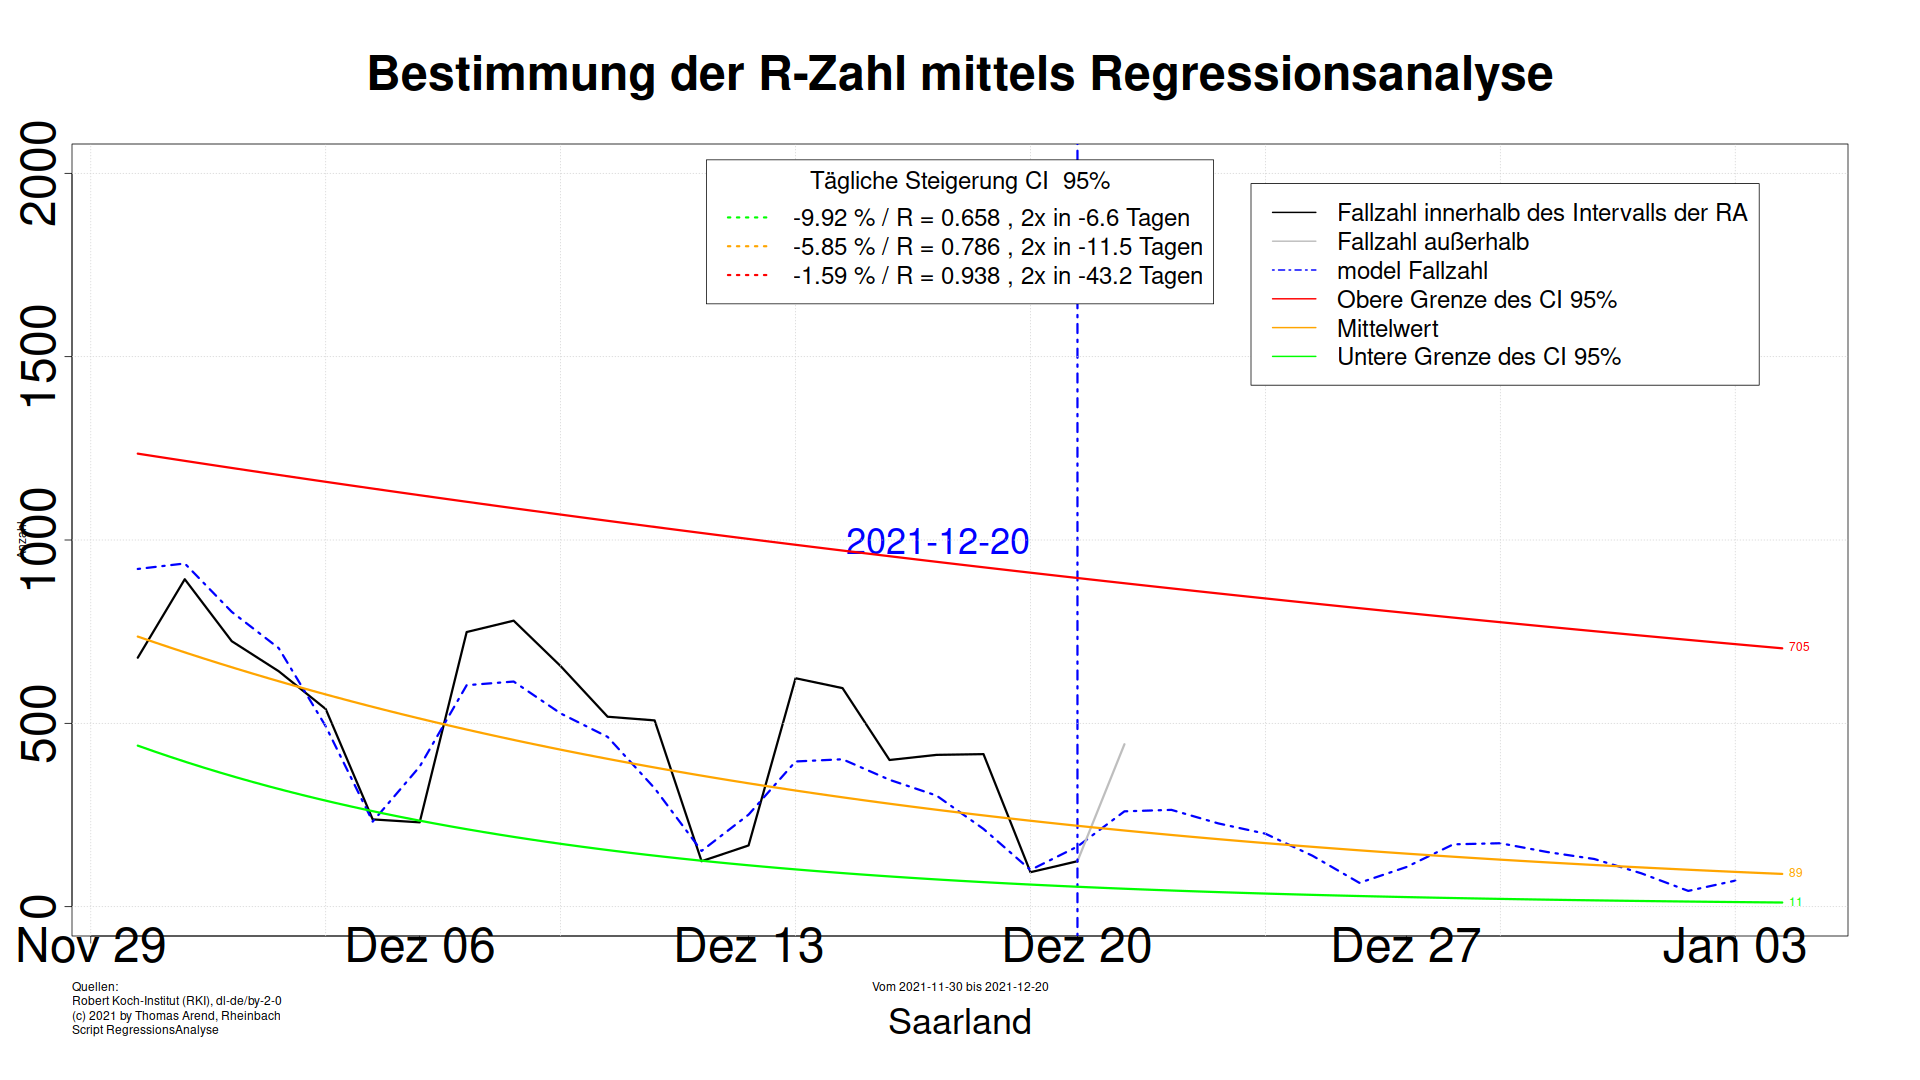 Bestimmung der R-Zahl mittels Regressionsanalyse
Anzahl
2000
1500
1000
500
0
Tägliche Steigerung CI  95%
-9.92 % / R = 0.658 , 2x in -6.6 Tagen
-5.85 % / R = 0.786 , 2x in -11.5 Tagen
-1.59 % / R = 0.938 , 2x in -43.2 Tagen
Fallzahl innerhalb des Intervalls der RA
Fallzahl außerhalb
model Fallzahl
Obere Grenze des CI 95%
Mittelwert
Untere Grenze des CI 95%
2021-12-20
705
89
11
Nov 29
Dez 06
Dez 13
Dez 20
Dez 27
Jan 03
Quellen:
Robert Koch-Institut (RKI), dl-de/by-2-0
(c) 2021 by Thomas Arend, Rheinbach
Script RegressionsAnalyse
Vom 2021-11-30 bis 2021-12-20
Saarland